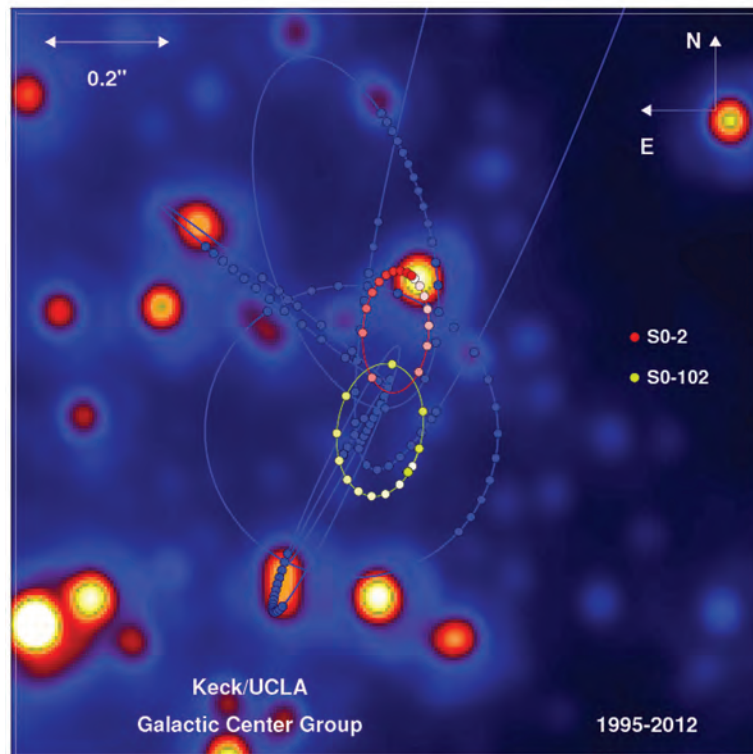 0.2"
N
E
S0-2
S0-102
Keck/UCLA
Galactic Center Group
1995-2012